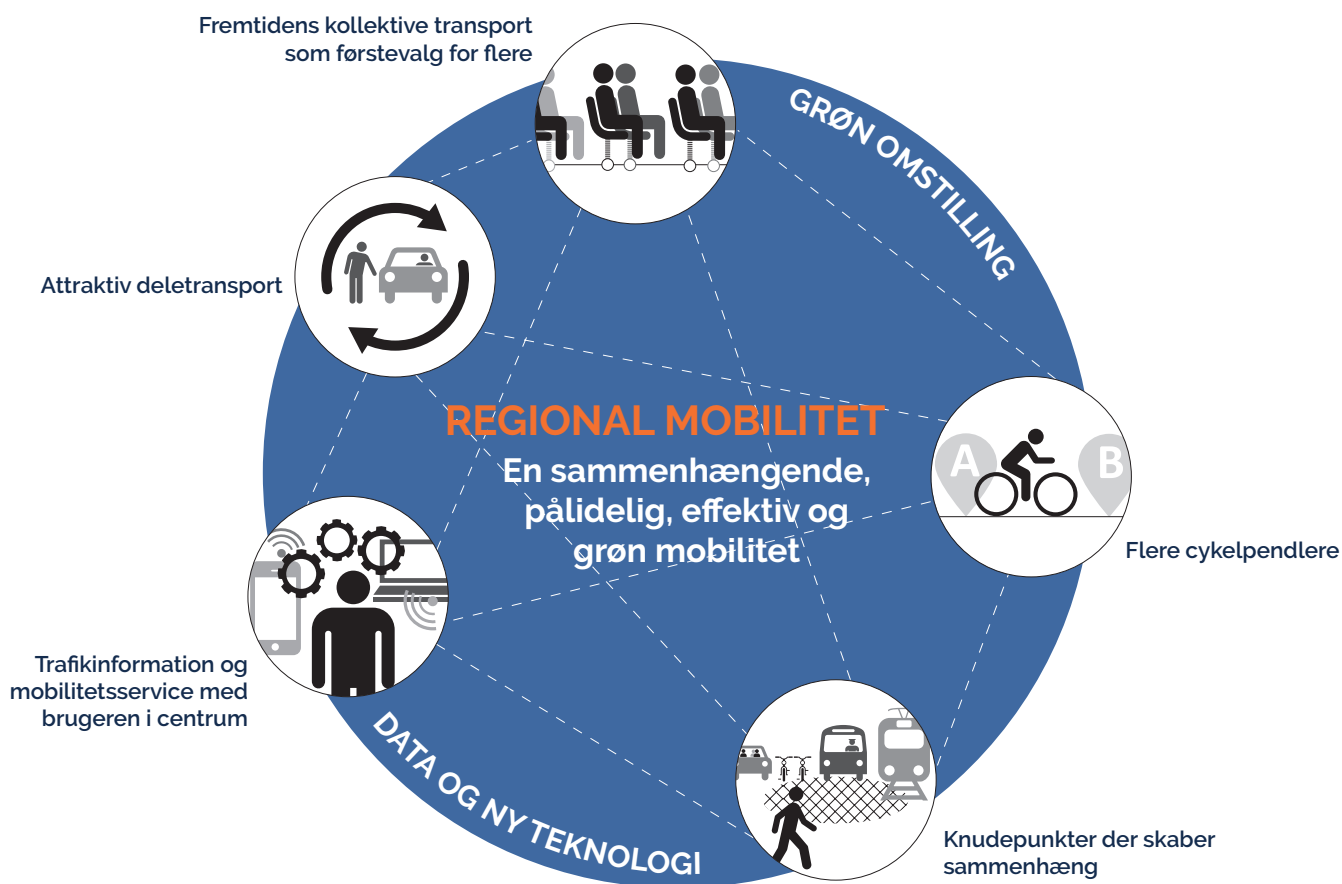 Fremtidens kollektive transport
som førstevalg for flere
GRØN OMSTILLING
Attraktiv deletransport
REGIONAL MOBILITET
En sammenhængende,
pålidelig, effektiv og
grøn mobilitet
A B
Flere cykelpendlere
Trafikinformation og
mobilitetsservice med
brugeren i centrum
DATA OG NY TEKNOLOGI
Knudepunkter der skaber
sammenhæng